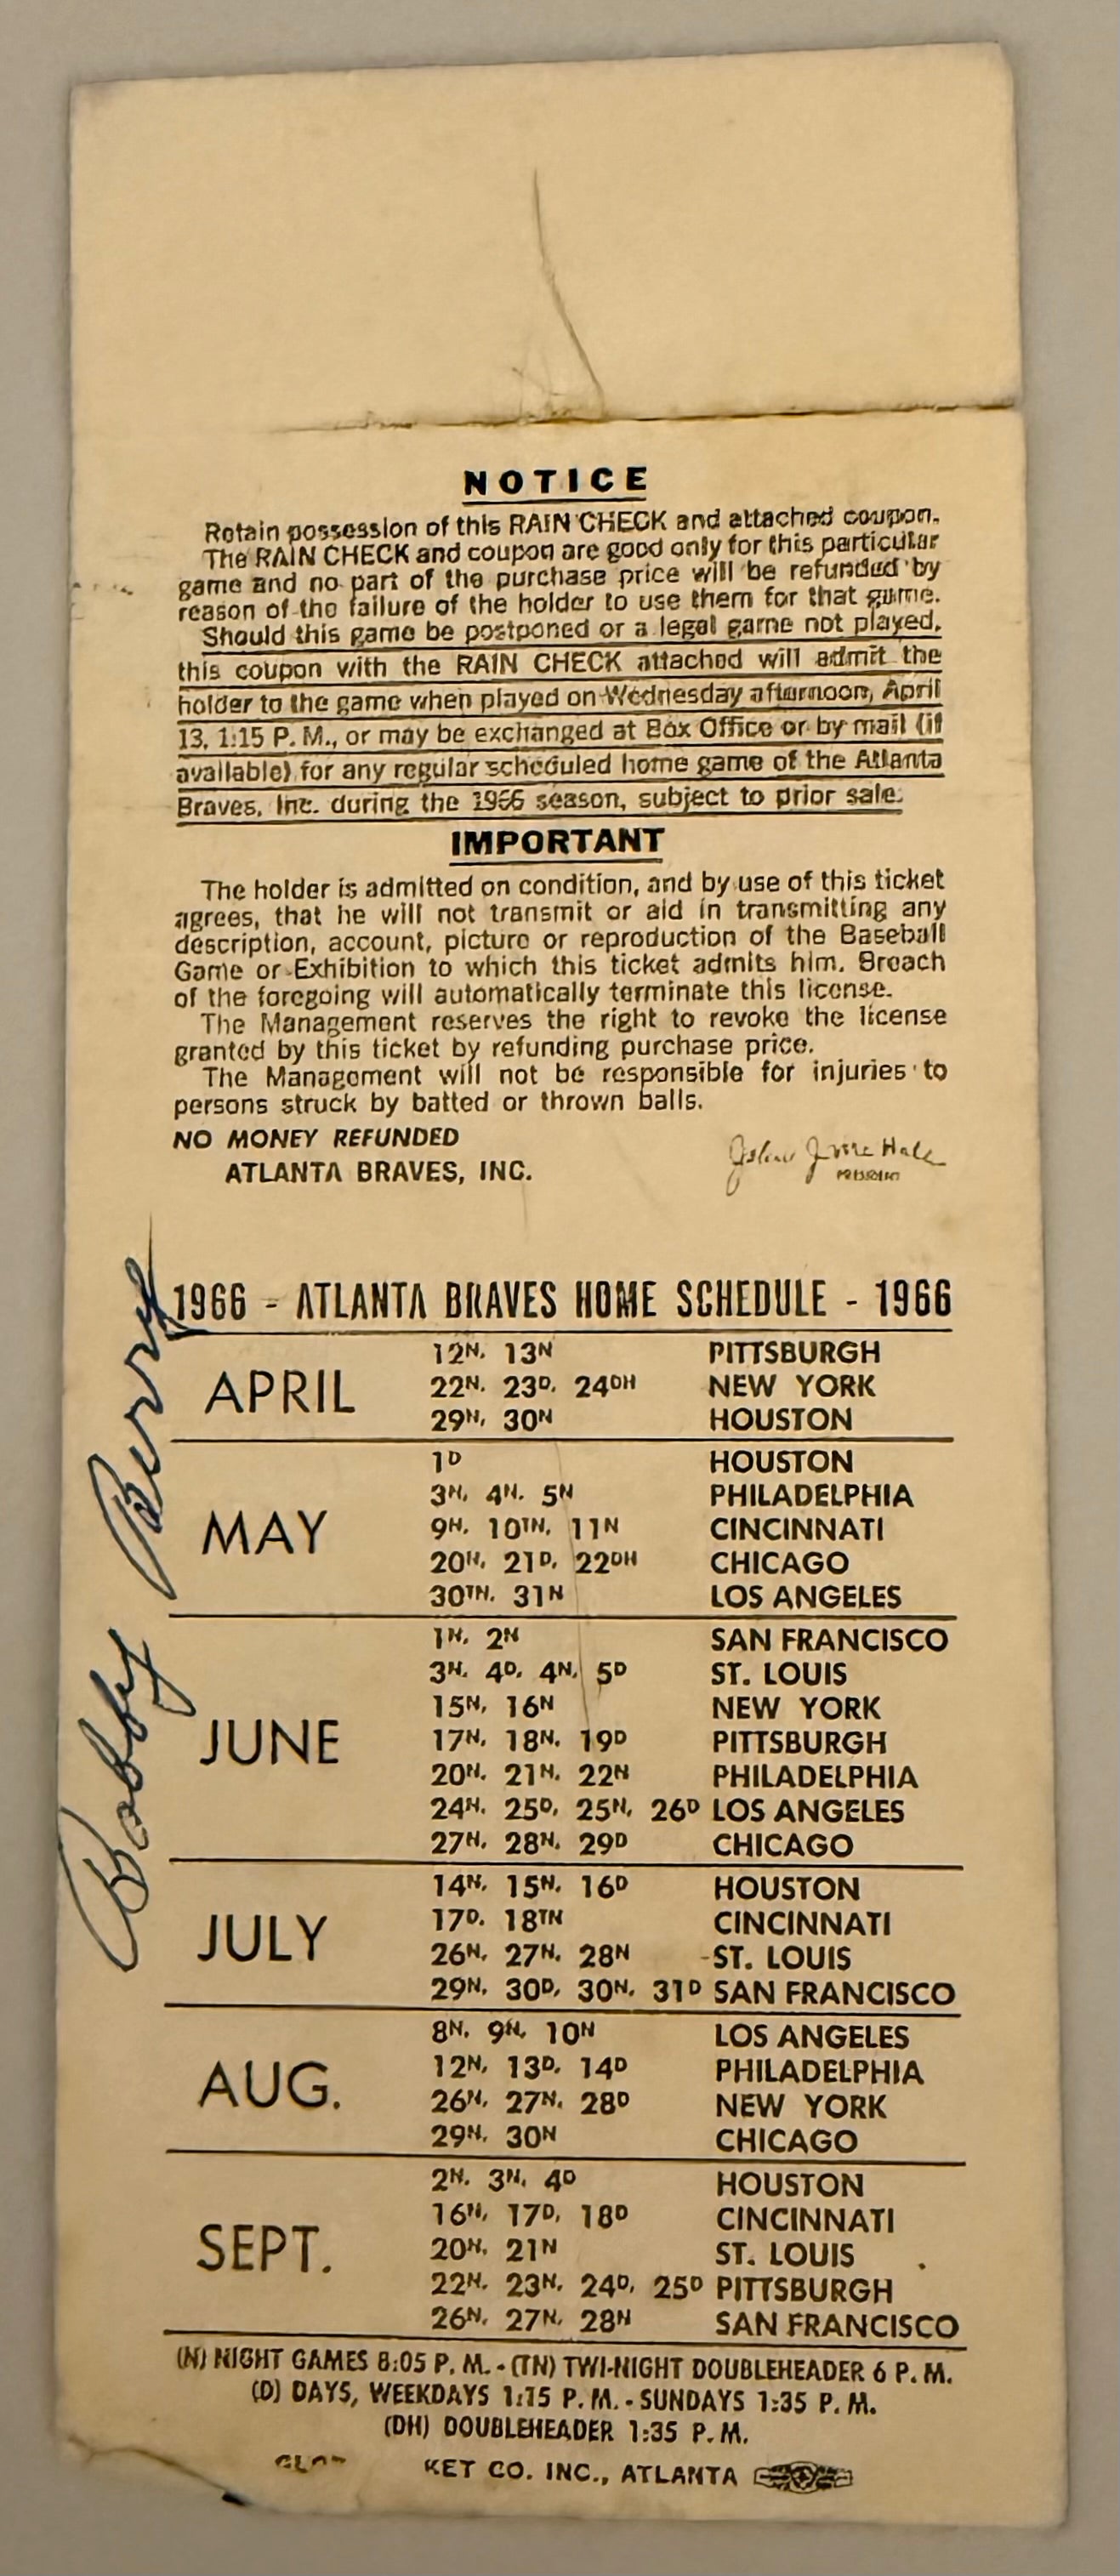 NOTICE
Retain possession of this RAIN CHECK and attached coupon.
The RAIN CHECK and coupon are good only for this particular
game and no part of the purchase price will be refunded by
reason of the failure of the holder to use them for that game.
Should this game be postponed or a legal game not played,
this coupon with the RAIN CHECK attached will admit the
holder to the game when played on Wednesday afternoon, April
13, 1:15 P. M., or may be exchanged at Box Office or by mail (if
available) for any regular scheduled home game of the Atlanta
Braves, Inc. during the 1966 season, subject to prior sale.
IMPORTANT
The holder is admitted on condition, and by use of this ticket
agrees, that he will not transmit or aid in transmitting any
description, account, picture or reproduction of the Baseball
Game or Exhibition to which this ticket admits him. Breach
of the foregoing will automatically terminate this license.
The Management reserves the right to revoke the license
granted by this ticket by refunding purchase price.
The Management will not be responsible for injuries to
persons struck by batted or thrown balls.
NO MONEY REFUNDED
ATLANTA BRAVES, INC.
PRESIDENT
Bobby Perry
1966 - ATLANTA BRAVES HOME SCHEDULE - 1966
APRIL
12N, 13N PITTSBURGH
22N, 23D, 24DH NEW YORK
29N, 30N HOUSTON
MAY
1D HOUSTON
3N, 4N, 5N PHILADELPHIA
9N, 10TN, 11N CINCINNATI
20N, 21D, 22DH CHICAGO
30TN, 31N LOS ANGELES
JUNE
1N, 2N SAN FRANCISCO
3N, 4D, 4N, 5D ST. LOUIS
15N, 16N NEW YORK
17N, 18N, 19D PITTSBURGH
20N, 21N, 22N PHILADELPHIA
24N, 25D, 25N, 26D LOS ANGELES
27N, 28N, 29D CHICAGO
JULY
14N, 15N, 16D HOUSTON
17D, 18TN CINCINNATI
26N, 27N, 28N ST. LOUIS
29N, 30D, 30N, 31D SAN FRANCISCO
AUG.
8N, 9N, 10N LOS ANGELES
12N, 13D, 14D PHILADELPHIA
26N, 27N, 28D NEW YORK
29N, 30N CHICAGO
SEPT.
2N, 3N, 4D HOUSTON
16N, 17D, 18D CINCINNATI
20N, 21N ST. LOUIS
22N, 23N, 24D, 25D PITTSBURGH
26N, 27N, 28N SAN FRANCISCO
(N) NIGHT GAMES 8:05 P. M. - (TN) TWI-NIGHT DOUBLEHEADER 6 P. M.
(D) DAYS, WEEKDAYS 1:15 P. M. - SUNDAYS 1:35 P. M.
(DH) DOUBLEHEADER 1:35 P. M.
KET CO. INC., ATLANTA